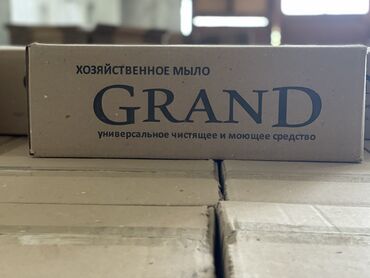 ХОЗЯЙСТВЕННОЕ МЫЛО
GRAND
универсальное чистящее и моющее средство